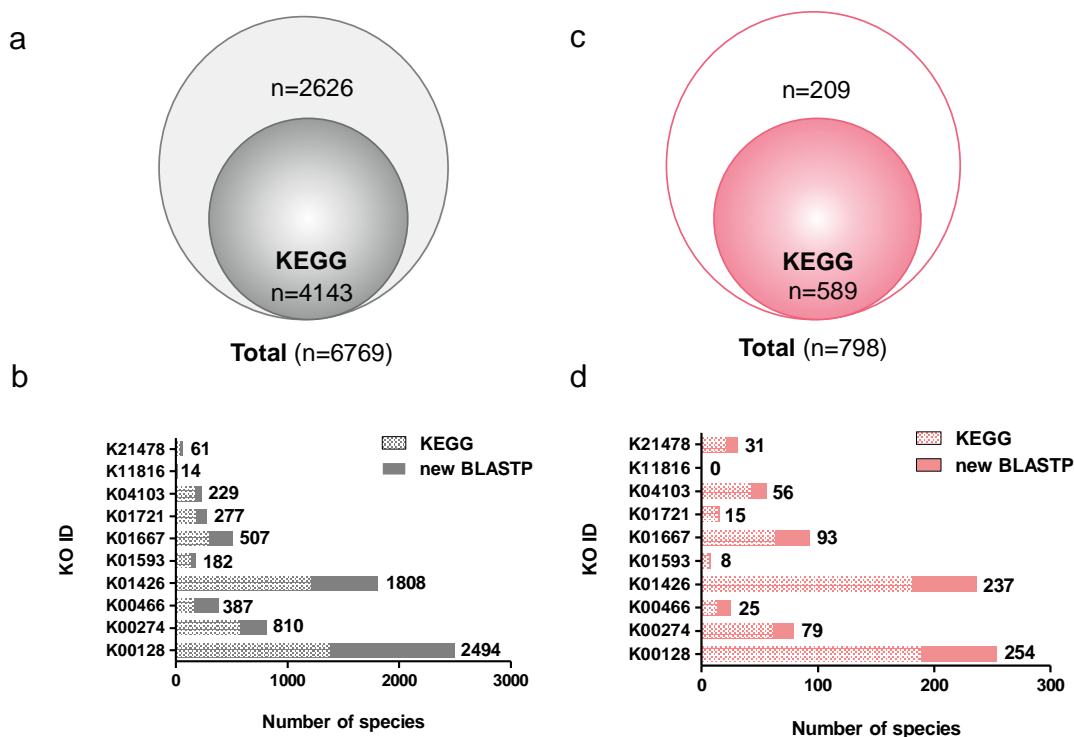 a
n=2626
KEGG
n=4143
Total (n=6769)
c
n=209
KEGG
n=589
Total (n=798)
b
KO ID
KEGG
new BLASTP
K21478 61
K11816 14
K04103 229
K01721 277
K01667 507
K01593 182
K01426 1808
K00466 387
K00274 810
K00128 2494
0 1000 2000 3000
Number of species
d
KO ID
KEGG
new BLASTP
K21478 31
K11816 0
K04103 56
K01721 15
K01667 93
K01593 8
K01426 237
K00466 25
K00274 79
K00128 254
0 100 200 300
Number of species